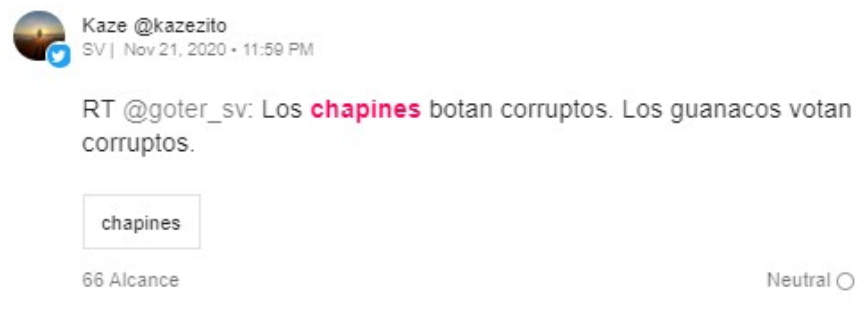 Kaze @kazezito
SV | Nov 21, 2020 • 11:59 PM
RT @goter_sv: Los chapines botan corruptos. Los guanacos votan
corruptos.
chapines
66 Alcance
Neutral